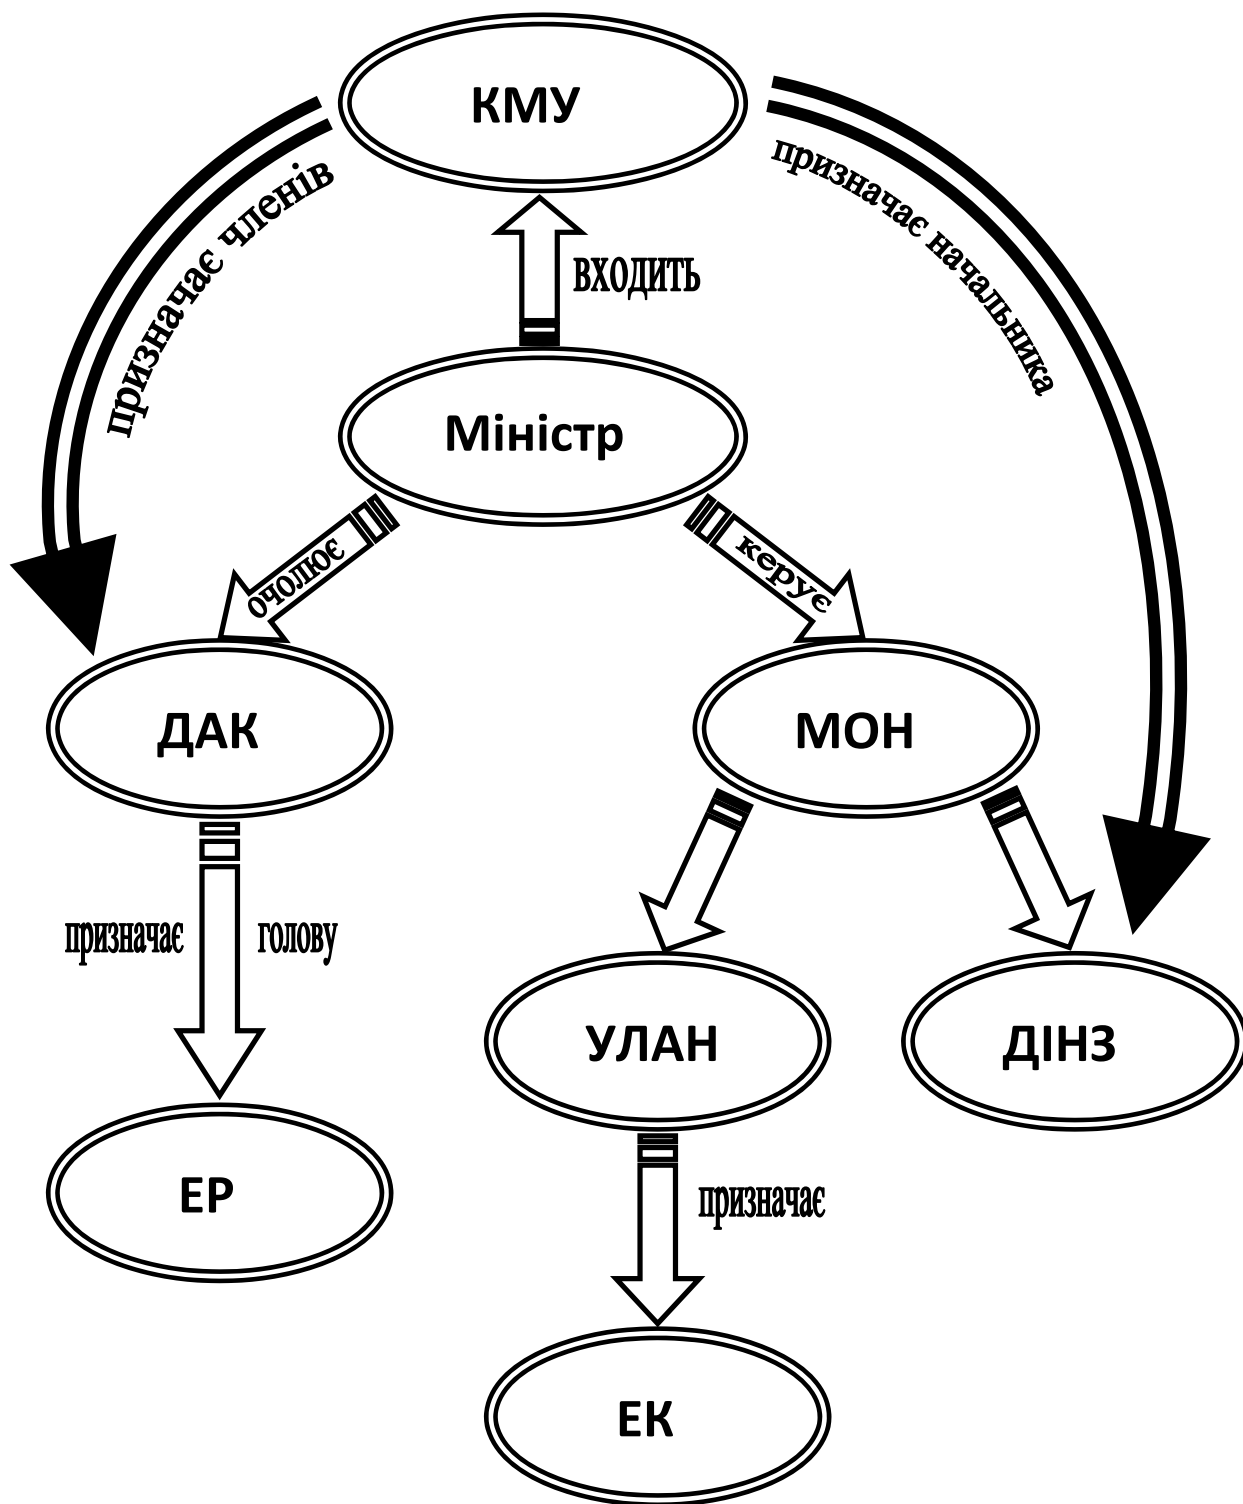 КМУ
призначає членів
призначає начальника
входить
Міністр
очолює
керує
ДАК
МОН
призначає голову
УЛАН
ДІНЗ
ЕР
призначає
ЕК